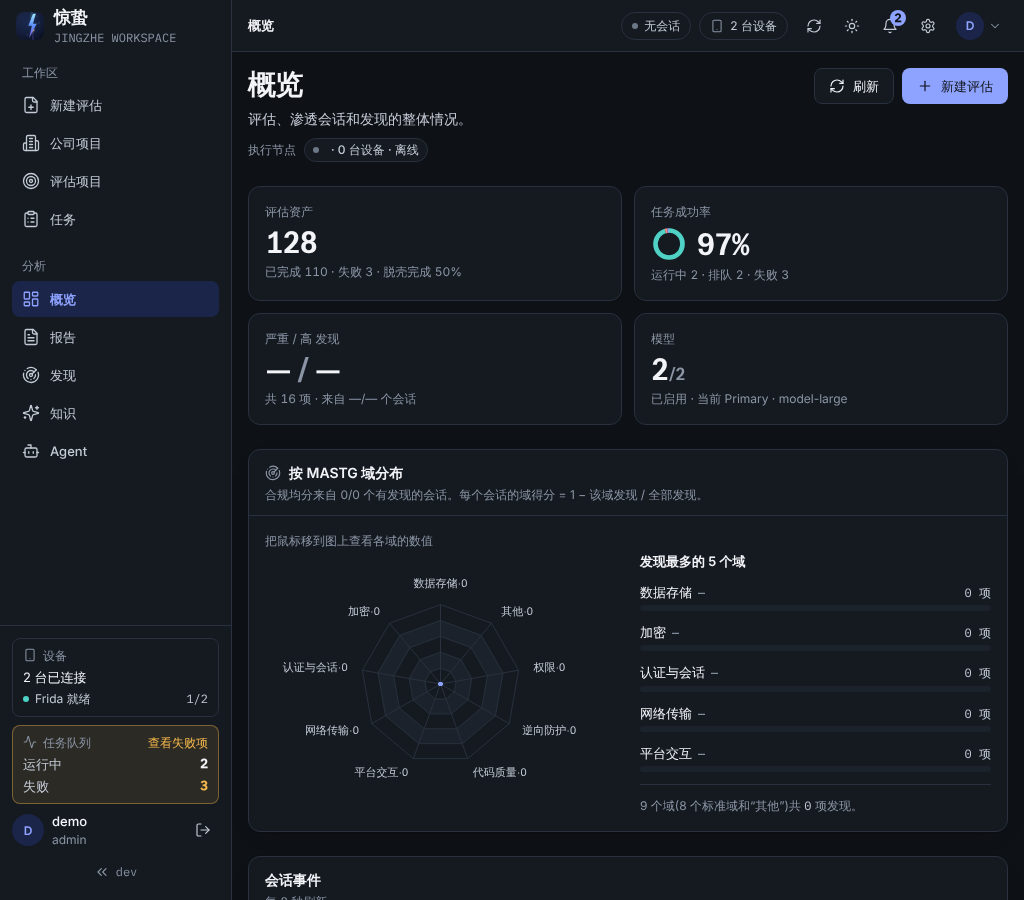 惊蛰
JINGZHE WORKSPACE
工作区
新建评估
公司项目
评估项目
任务
分析
概览
报告
发现
知识
Agent
设备
2 台已连接
Frida 就绪 1/2
任务队列 查看失败项
运行中 2
失败 3
D demo
admin
dev
概览 无会话 2 台设备 2 D
概览 刷新 新建评估
评估、渗透会话和发现的整体情况。
执行节点 · 0 台设备 · 离线
评估资产
128
已完成 110 · 失败 3 · 脱壳完成 50%
任务成功率
97%
运行中 2 · 排队 2 · 失败 3
严重 / 高 发现
— / —
共 16 项 · 来自 —/— 个会话
模型
2/2
已启用 · 当前 Primary · model-large
按 MASTG 域分布
合规均分来自 0/0 个有发现的会话。每个会话的域得分 = 1 − 该域发现 / 全部发现。
把鼠标移到图上查看各域的数值
数据存储·0
加密·0 其他·0
认证与会话·0 权限·0
网络传输·0 逆向防护·0
平台交互·0 代码质量·0
发现最多的 5 个域
数据存储 – 0 项
加密 – 0 项
认证与会话 – 0 项
网络传输 – 0 项
平台交互 – 0 项
9 个域(8 个标准域和“其他”)共 0 项发现。
会话事件